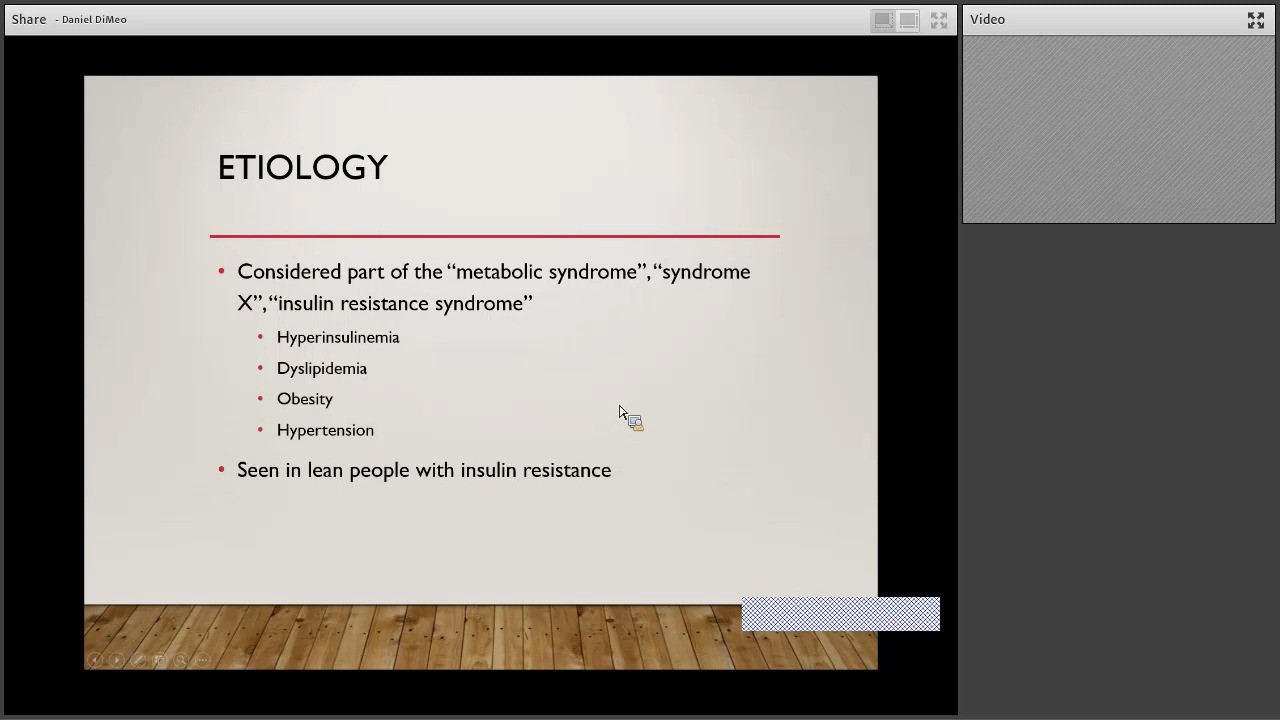 Share - Daniel DiMeo
Video
ETIOLOGY
• Considered part of the “metabolic syndrome”, “syndrome
X”, “insulin resistance syndrome”
• Hyperinsulinemia
• Dyslipidemia
• Obesity
• Hypertension
• Seen in lean people with insulin resistance